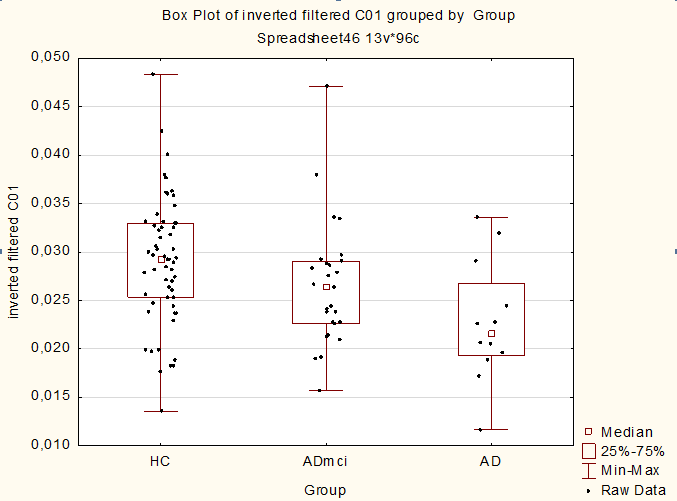 Box Plot of inverted filtered C01 grouped by Group
Spreadsheet46 13v*96c
inverted filtered C01
0,050
0,045
0,040
0,035
0,030
0,025
0,020
0,015
0,010
HC ADmci AD
Group
Median
25%-75%
Min-Max
Raw Data